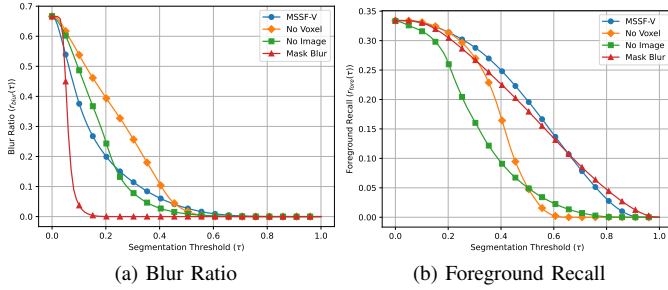 Blur Ratio (r_blur(τ))
0.7
0.6
0.5
0.4
0.3
0.2
0.1
0.0
MSSF-V
No Voxel
No Image
Mask Blur
0.0 0.2 0.4 0.6 0.8 1.0
Segmentation Threshold (τ)
(a) Blur Ratio
Foreground Recall (r_fore(τ))
0.35
0.30
0.25
0.20
0.15
0.10
0.05
0.00
MSSF-V
No Voxel
No Image
Mask Blur
0.0 0.2 0.4 0.6 0.8 1.0
Segmentation Threshold (τ)
(b) Foreground Recall